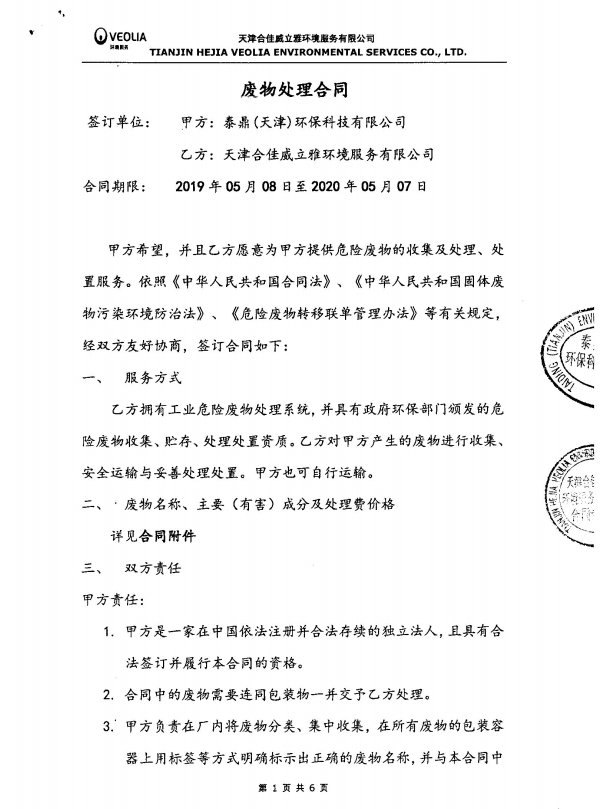 VEOLIA
环境服务
天津合佳威立雅环境服务有限公司
TIANJIN HEJIA VEOLIA ENVIRONMENTAL SERVICES CO., LTD.
废物处理合同
签订单位: 甲方: 泰鼎(天津)环保科技有限公司
乙方: 天津合佳威立雅环境服务有限公司
合同期限: 2019 年 05 月 08 日至 2020 年 05 月 07 日
甲方希望,并且乙方愿意为甲方提供危险废物的收集及处理、处
置服务。依照《中华人民共和国合同法》、《中华人民共和国固体废
物污染环境防治法》、《危险废物转移联单管理办法》等有关规定,
经双方友好协商,签订合同如下:
一、 服务方式
乙方拥有工业危险废物处理系统,并具有政府环保部门颁发的危
险废物收集、贮存、处理处置资质。乙方对甲方产生的废物进行收集、
安全运输与妥善处理处置。甲方也可自行运输。
二、 废物名称、主要(有害)成分及处理费价格
详见合同附件
三、 双方责任
甲方责任:
1. 甲方是一家在中国依法注册并合法存续的独立法人,且具有合
法签订并履行本合同的资格。
2. 合同中的废物需要连同包装物一并交予乙方处理。
3. 甲方负责在厂内将废物分类、集中收集,在所有废物的包装容
器上用标签等方式明确标示出正确的废物名称,并与本合同中
第 1 页 共 6 页
TAIDING (TIANJIN) ENVI
泰
环保科
TIANJIN HEJIA VEOLIA
天津合佳
合同